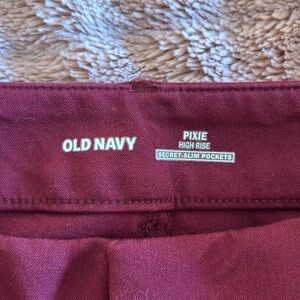 OLD NAVY
PIXIE
HIGH RISE
SECRET-SLIM POCKETS